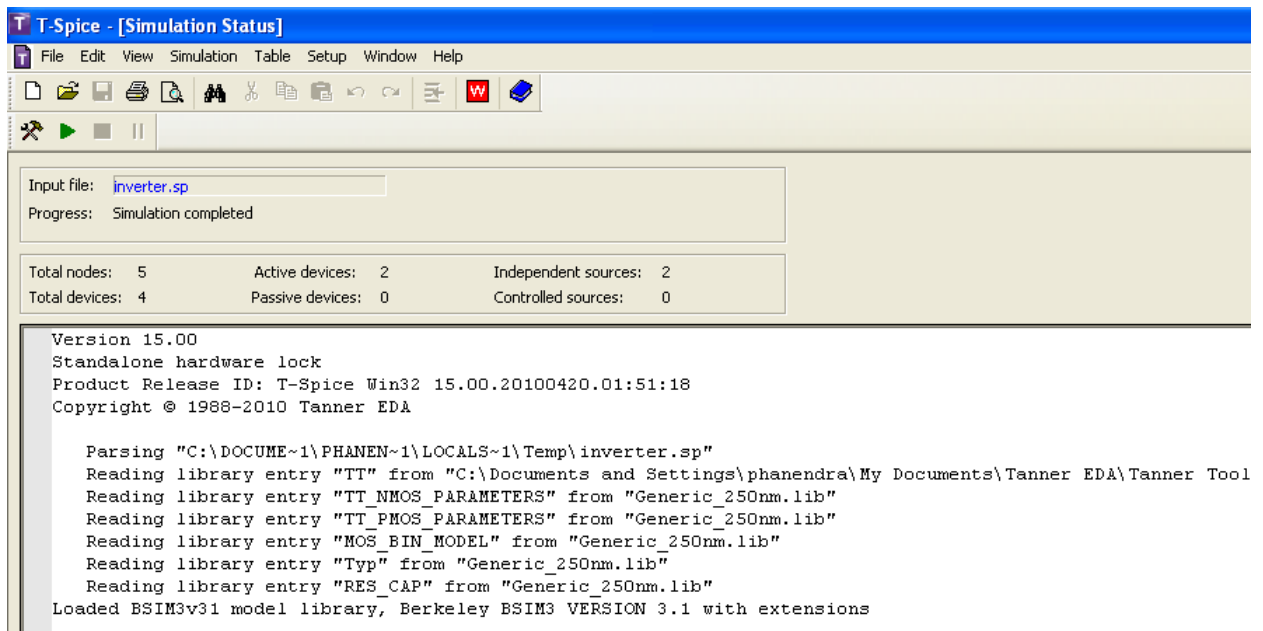 T-Spice - [Simulation Status]
File Edit View Simulation Table Setup Window Help
Input file: inverter.sp
Progress: Simulation completed
Total nodes: 5 Active devices: 2 Independent sources: 2
Total devices: 4 Passive devices: 0 Controlled sources: 0
Version 15.00
Standalone hardware lock
Product Release ID: T-Spice Win32 15.00.20100420.01:51:18
Copyright © 1988-2010 Tanner EDA
Parsing "C:\DOCUME~1\PHANEN~1\LOCALS~1\Temp\inverter.sp"
Reading library entry "TT" from "C:\Documents and Settings\phanendra\My Documents\Tanner EDA\Tanner Tool
Reading library entry "TT_NMOS_PARAMETERS" from "Generic_250nm.lib"
Reading library entry "TT_PMOS_PARAMETERS" from "Generic_250nm.lib"
Reading library entry "MOS_BIN_MODEL" from "Generic_250nm.lib"
Reading library entry "Typ" from "Generic_250nm.lib"
Reading library entry "RES_CAP" from "Generic_250nm.lib"
Loaded BSIM3v31 model library, Berkeley BSIM3 VERSION 3.1 with extensions